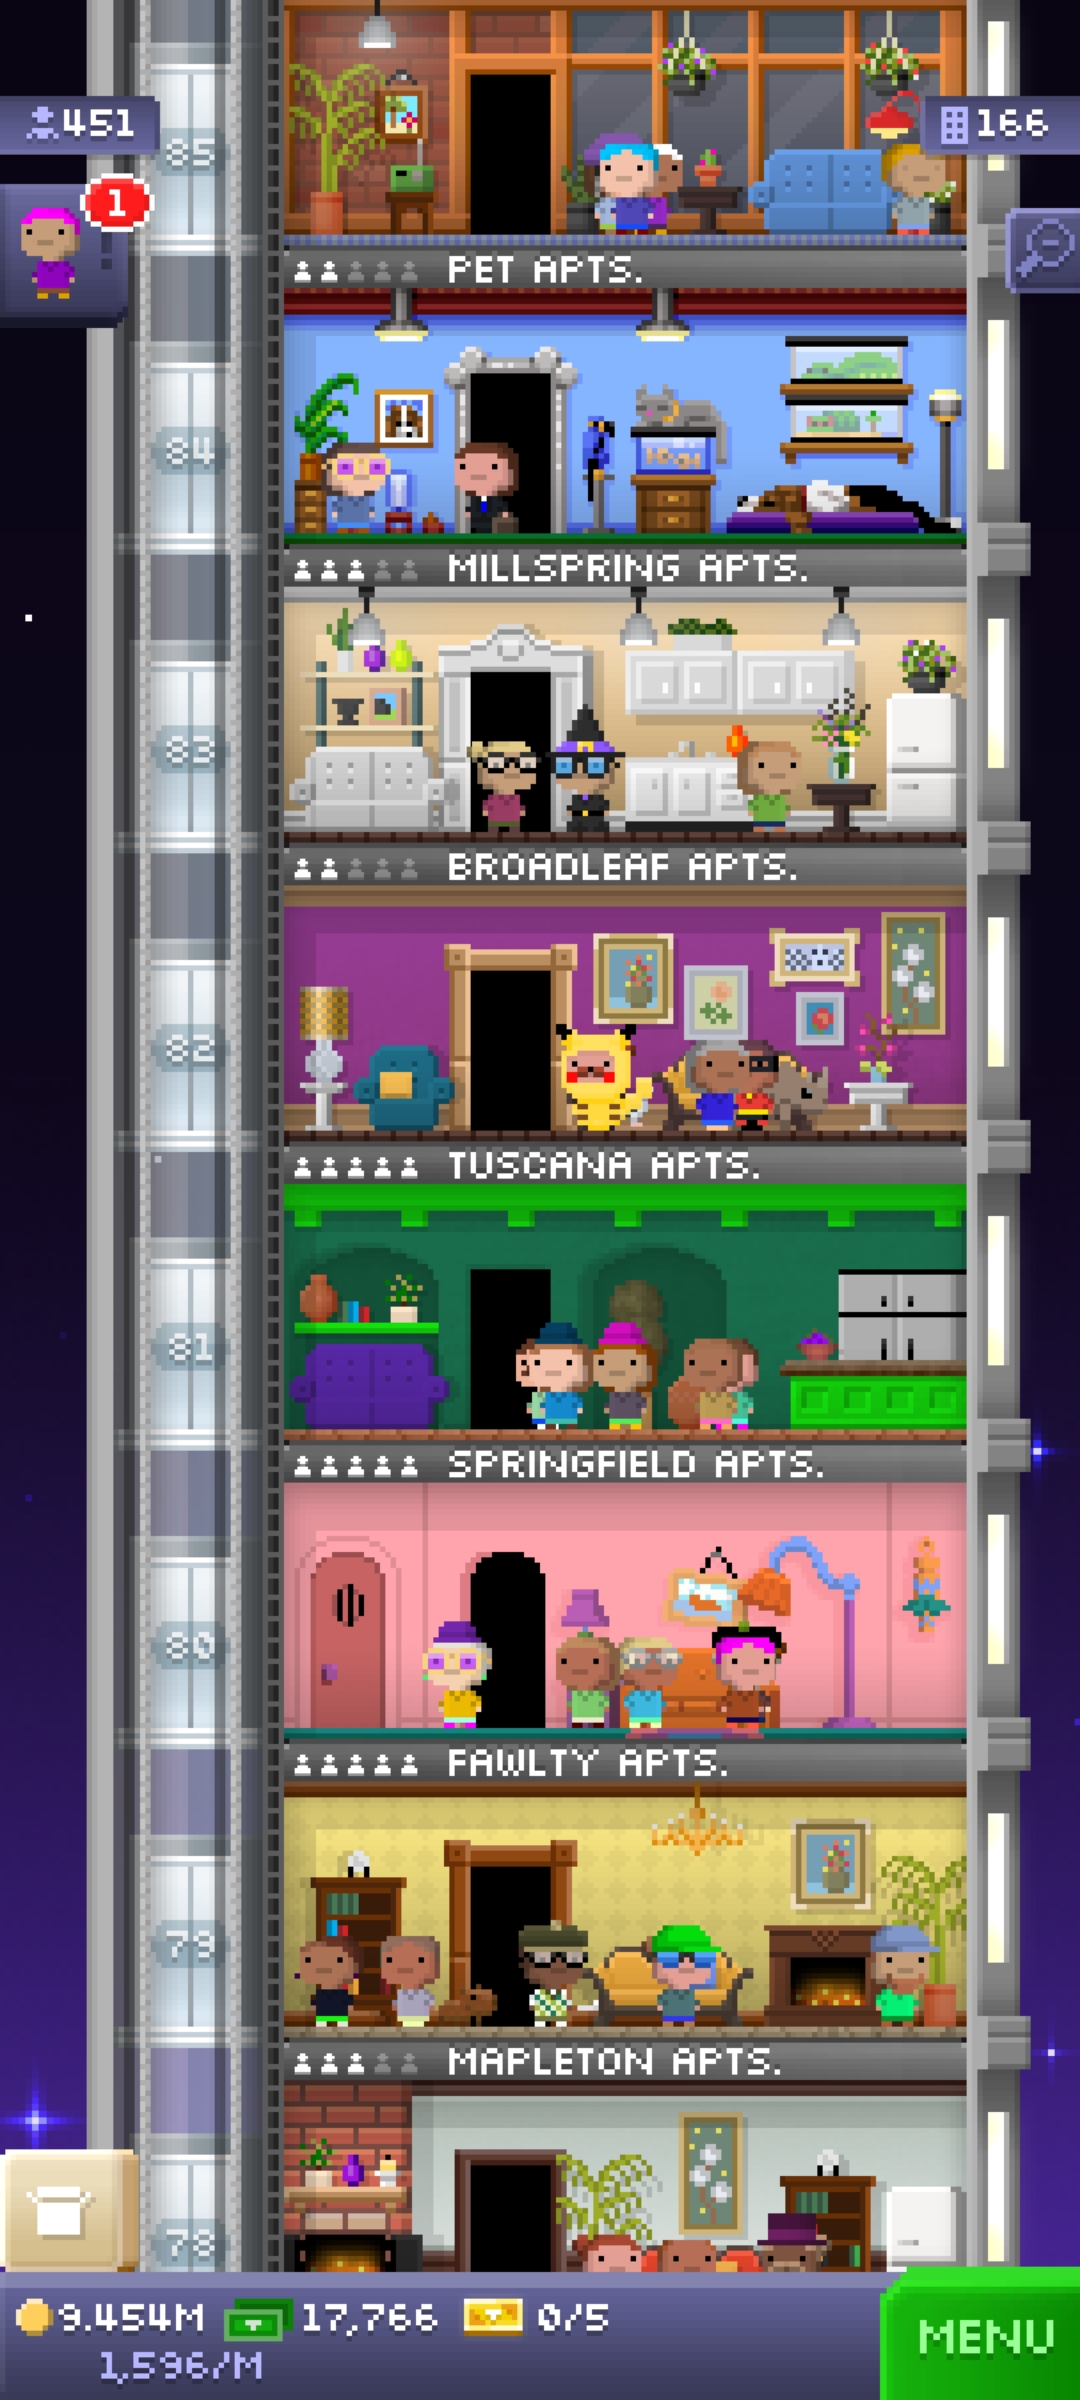 451
166
85
1
PET APTS.
84
MILLSPRING APTS.
83
BROADLEAF APTS.
82
TUSCANA APTS.
81
SPRINGFIELD APTS.
80
FAWLTY APTS.
79
MAPLETON APTS.
78
9.454M 17,766 0/5
1,596/M
MENU